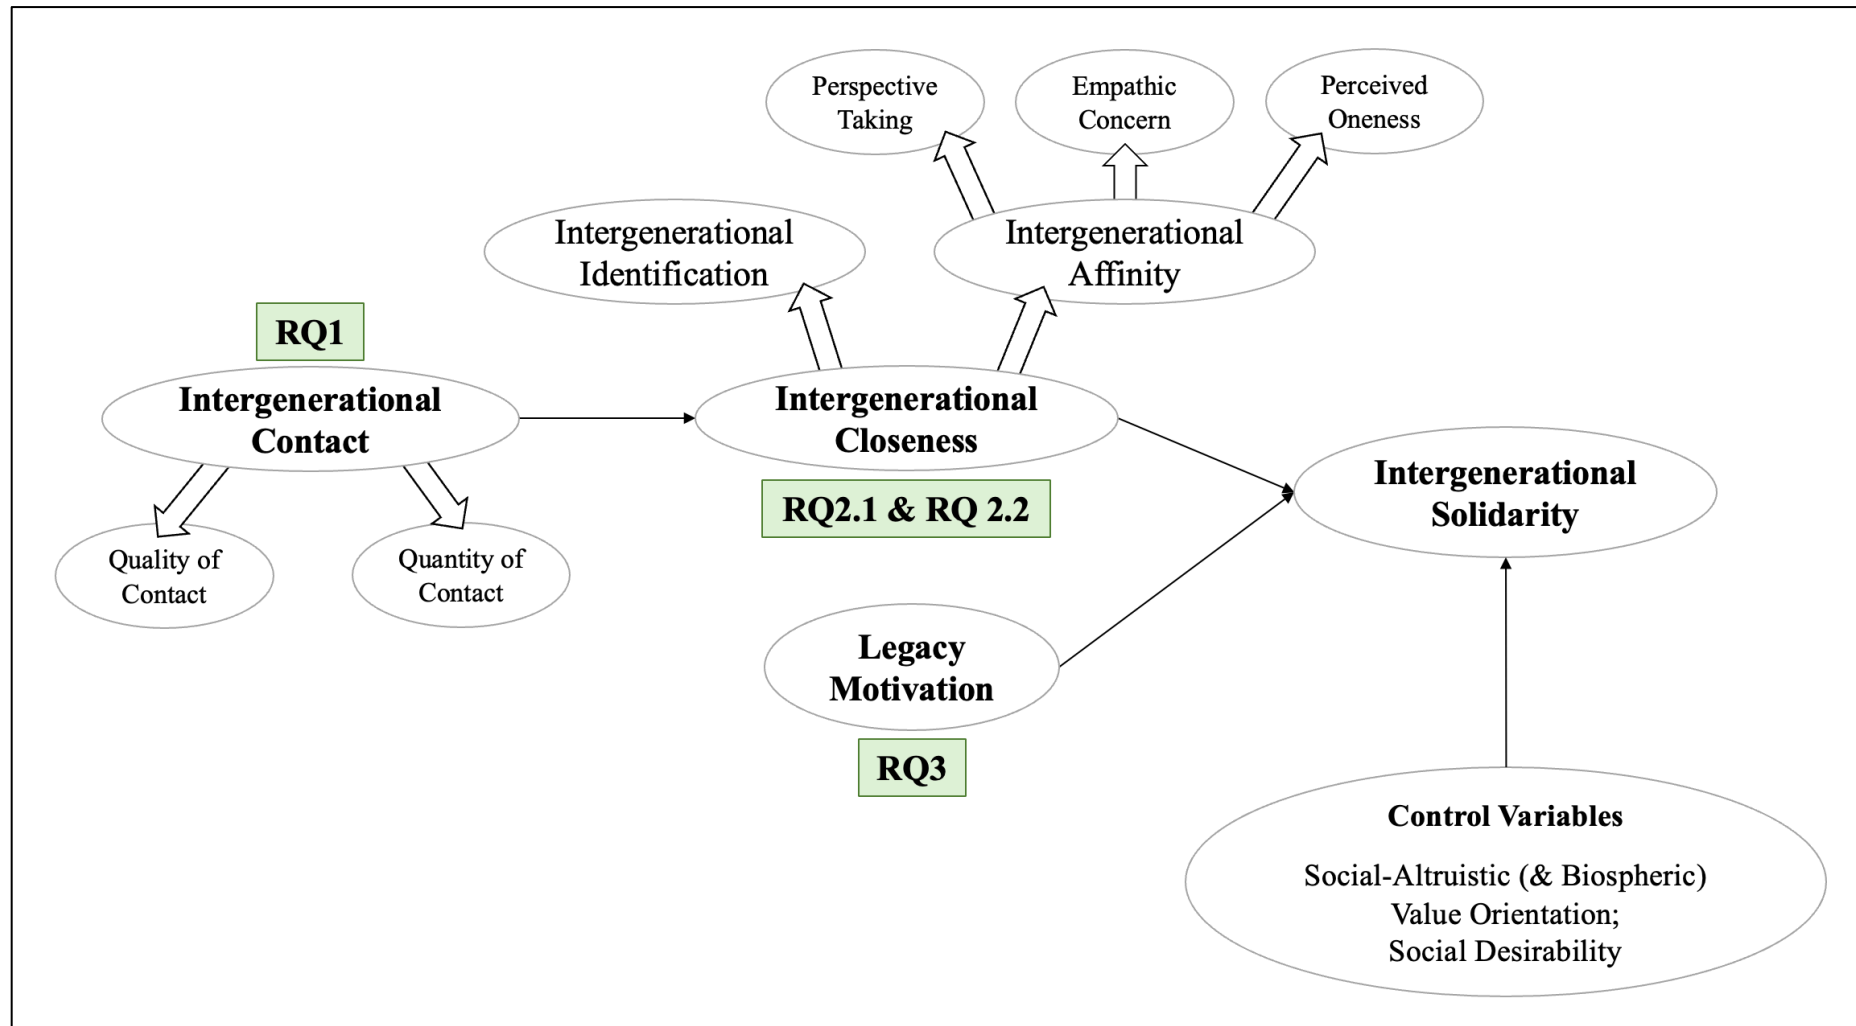 Perspective
Taking
Empathic
Concern
Perceived
Oneness
Intergenerational
Identification
Intergenerational
Affinity
RQ1
Intergenerational
Contact
Intergenerational
Closeness
RQ2.1 & RQ 2.2
Intergenerational
Solidarity
Quality of
Contact
Quantity of
Contact
Legacy
Motivation
RQ3
Control Variables
Social-Altruistic (& Biospheric)
Value Orientation;
Social Desirability